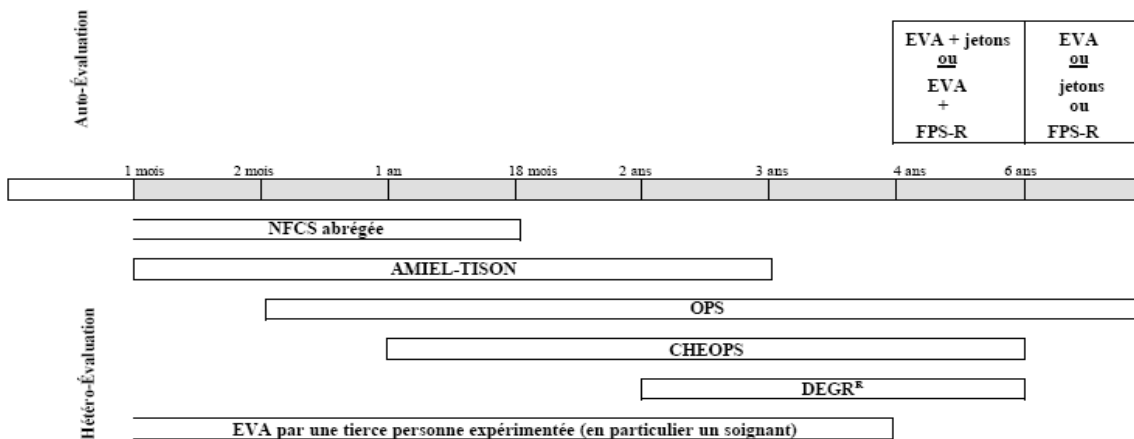 Auto-Évaluation
EVA + jetons
ou
EVA
+
FPS-R
EVA
ou
jetons
ou
FPS-R
1 mois
2 mois
1 an
18 mois
2 ans
3 ans
4 ans
6 ans
Hétéro-Évaluation
NFCS abrégée
AMIEL-TISON
OPS
CHEOPS
DEGRᴿ
EVA par une tierce personne expérimentée (en particulier un soignant)